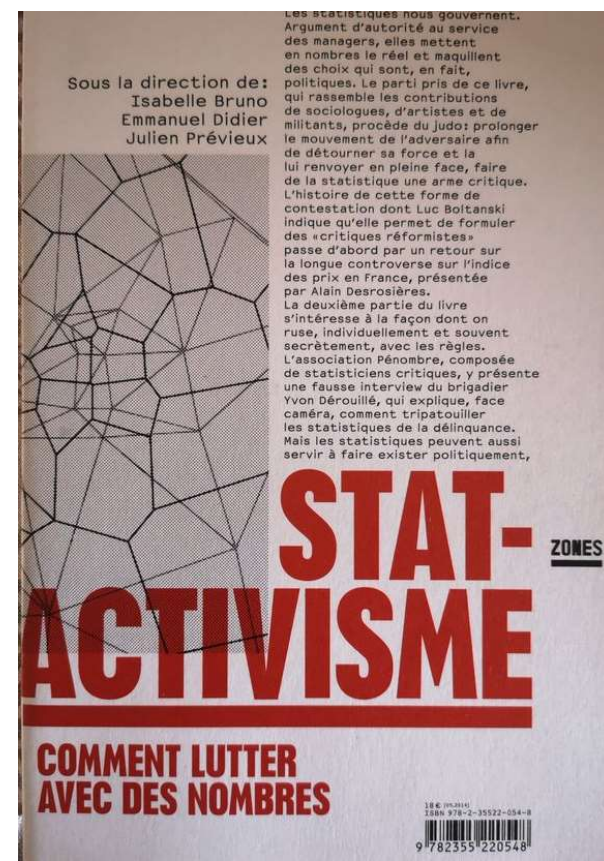 Les statistiques nous gouvernent.
Argument d'autorité au service
des managers, elles mettent
en nombres le réel et maquillent
des choix qui sont, en fait,
politiques. Le parti pris de ce livre,
qui rassemble les contributions
de sociologues, d'artistes et de
militants, procède du judo: prolonger
le mouvement de l'adversaire afin
de détourner sa force et la
lui renvoyer en pleine face, faire
de la statistique une arme critique.
L'histoire de cette forme de
contestation dont Luc Boltanski
indique qu'elle permet de formuler
des «critiques réformistes»
passe d'abord par un retour sur
la longue controverse sur l'indice
des prix en France, présentée
par Alain Desrosières.
La deuxième partie du livre
s'intéresse à la façon dont on
ruse, individuellement et souvent
secrètement, avec les règles.
L'association Pénombre, composée
de statisticiens critiques, y présente
une fausse interview du brigadier
Yvon Dérouillé, qui explique, face
caméra, comment tripatouiller
les statistiques de la délinquance.
Mais les statistiques peuvent aussi
servir à faire exister politiquement,
Sous la direction de:
Isabelle Bruno
Emmanuel Didier
Julien Prévieux
STAT-
ACTIVISME
ZONES
COMMENT LUTTER
AVEC DES NOMBRES
18 € [05.2014]
ISBN 978-2-35522-054-8
9 782355 220548